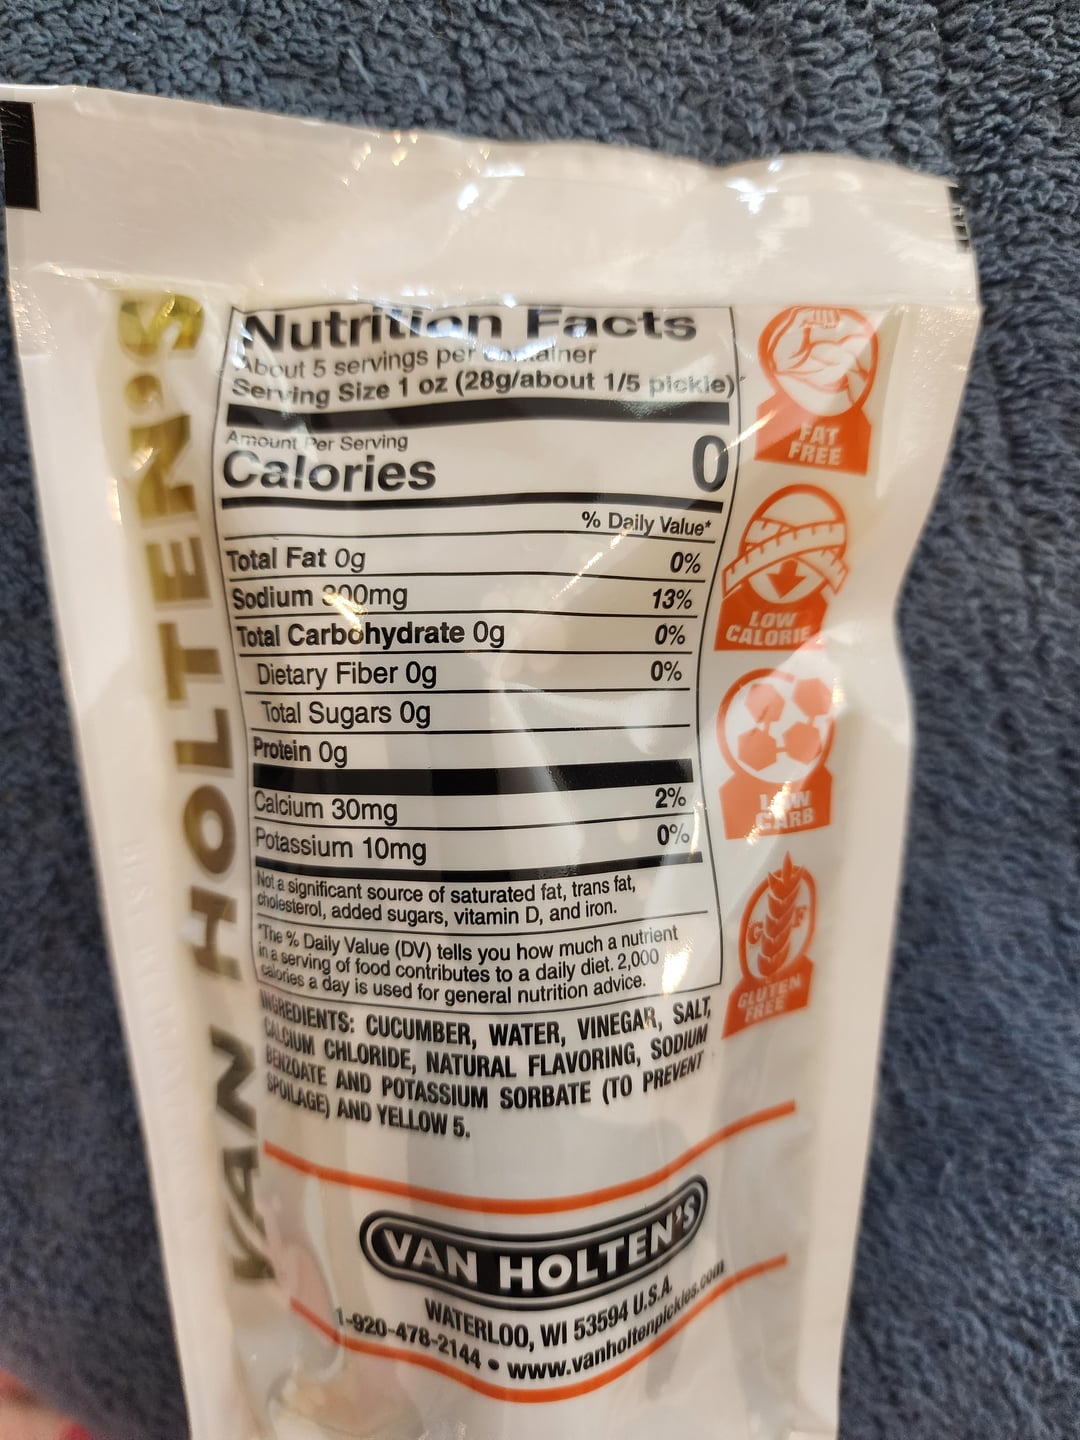 VAN HOLTEN'S
Nutrition Facts
About 5 servings per container
Serving Size 1 oz (28g/about 1/5 pickle)
Amount Per Serving
Calories 0
% Daily Value*
Total Fat 0g 0%
Sodium 300mg 13%
Total Carbohydrate 0g 0%
Dietary Fiber 0g 0%
Total Sugars 0g
Protein 0g
Calcium 30mg 2%
Potassium 10mg 0%
Not a significant source of saturated fat, trans fat,
cholesterol, added sugars, vitamin D, and iron.
*The % Daily Value (DV) tells you how much a nutrient
in a serving of food contributes to a daily diet. 2,000
calories a day is used for general nutrition advice.
INGREDIENTS: CUCUMBER, WATER, VINEGAR, SALT,
CALCIUM CHLORIDE, NATURAL FLAVORING, SODIUM
BENZOATE AND POTASSIUM SORBATE (TO PREVENT
SPOILAGE) AND YELLOW 5.
FAT
FREE
LOW
CALORIE
LOW
CARB
G F
GLUTEN
FREE
VAN HOLTEN'S
WATERLOO, WI 53594 U.S.A.
1-920-478-2144 • www.vanholtenpickles.com